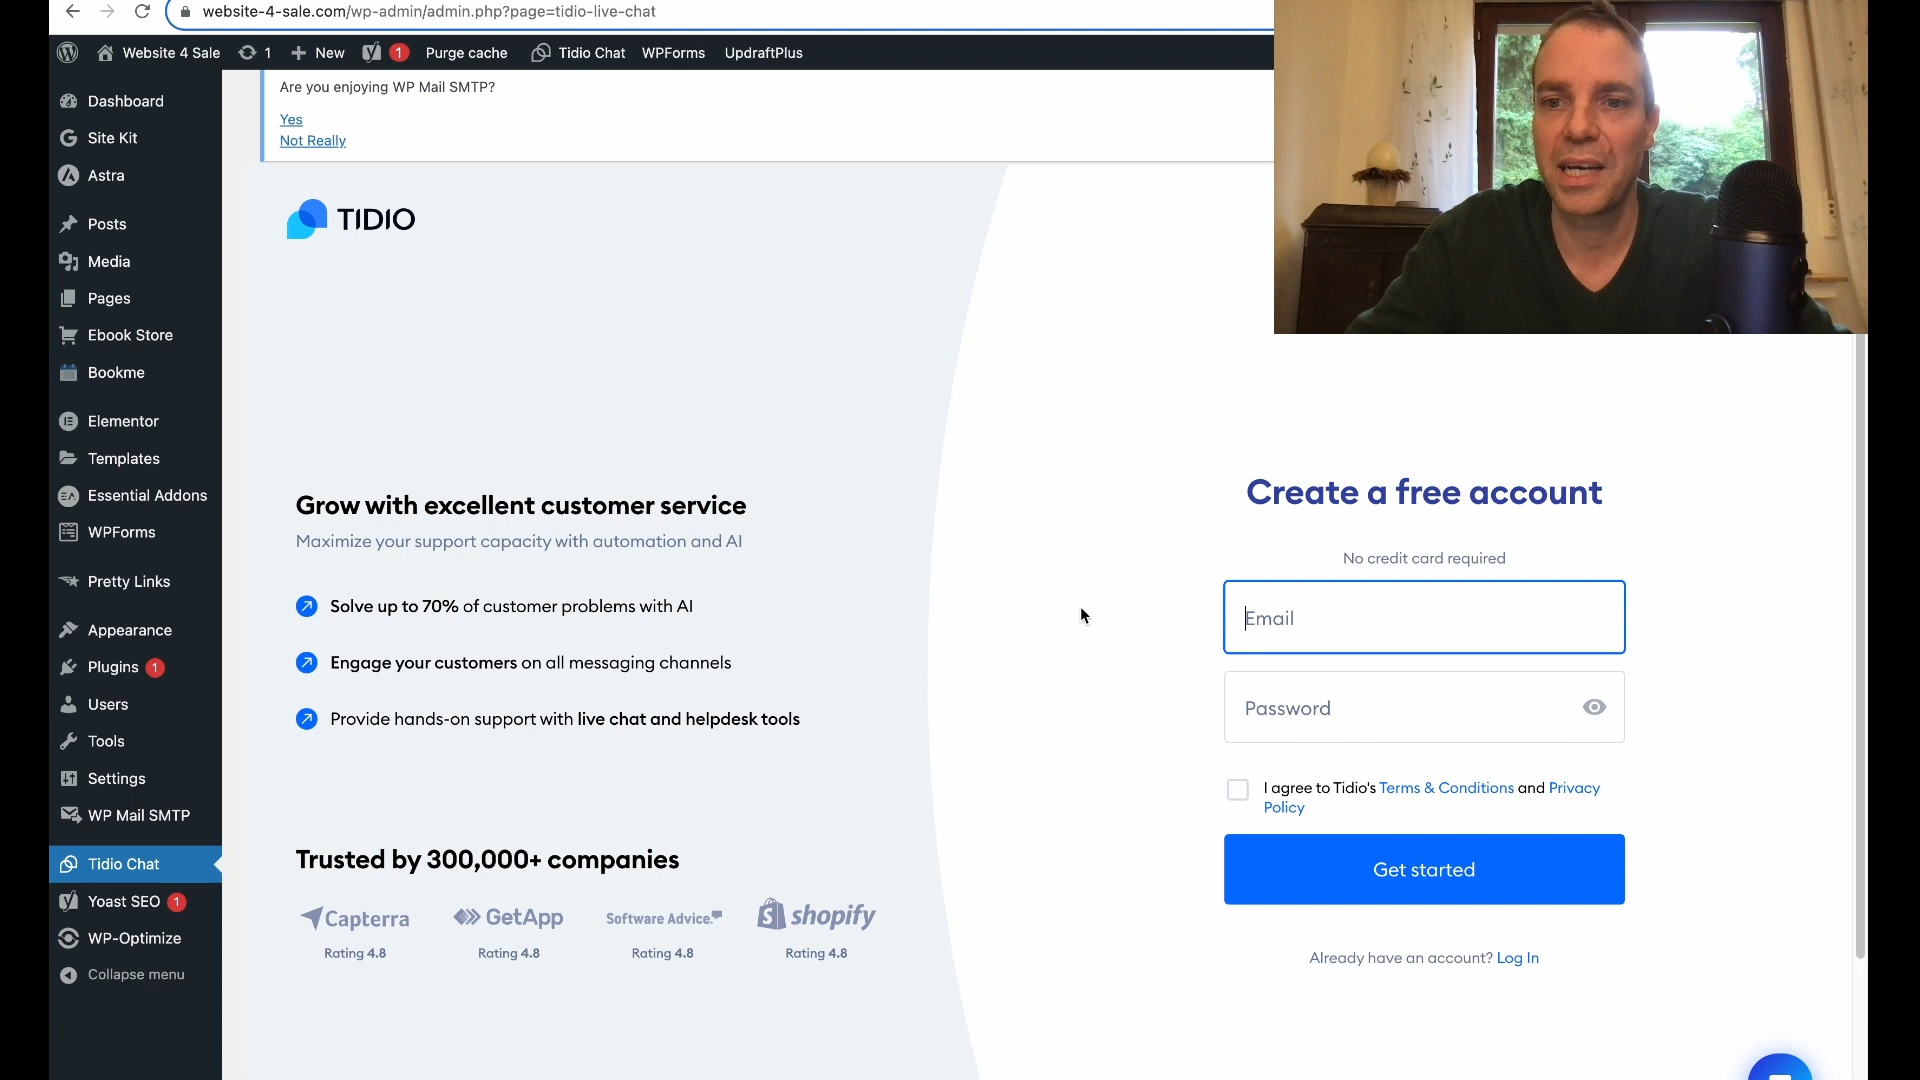 website-4-sale.com/wp-admin/admin.php?page=tidio-live-chat
Website 4 Sale
1
New
1
Purge cache
Tidio Chat
WPForms
UpdraftPlus
Dashboard
Site Kit
Astra
Posts
Media
Pages
Ebook Store
Bookme
Elementor
Templates
Essential Addons
WPForms
Pretty Links
Appearance
Plugins 1
Users
Tools
Settings
WP Mail SMTP
Tidio Chat
Yoast SEO 1
WP-Optimize
Collapse menu
Are you enjoying WP Mail SMTP?
Yes
Not Really
TIDIO
Grow with excellent customer service
Maximize your support capacity with automation and AI
Solve up to 70% of customer problems with AI
Engage your customers on all messaging channels
Provide hands-on support with live chat and helpdesk tools
Trusted by 300,000+ companies
Capterra
GetApp
Software Advice.
shopify
Rating 4.8
Rating 4.8
Rating 4.8
Rating 4.8
Create a free account
No credit card required
Email
Password
I agree to Tidio's Terms & Conditions and Privacy
Policy
Get started
Already have an account? Log In